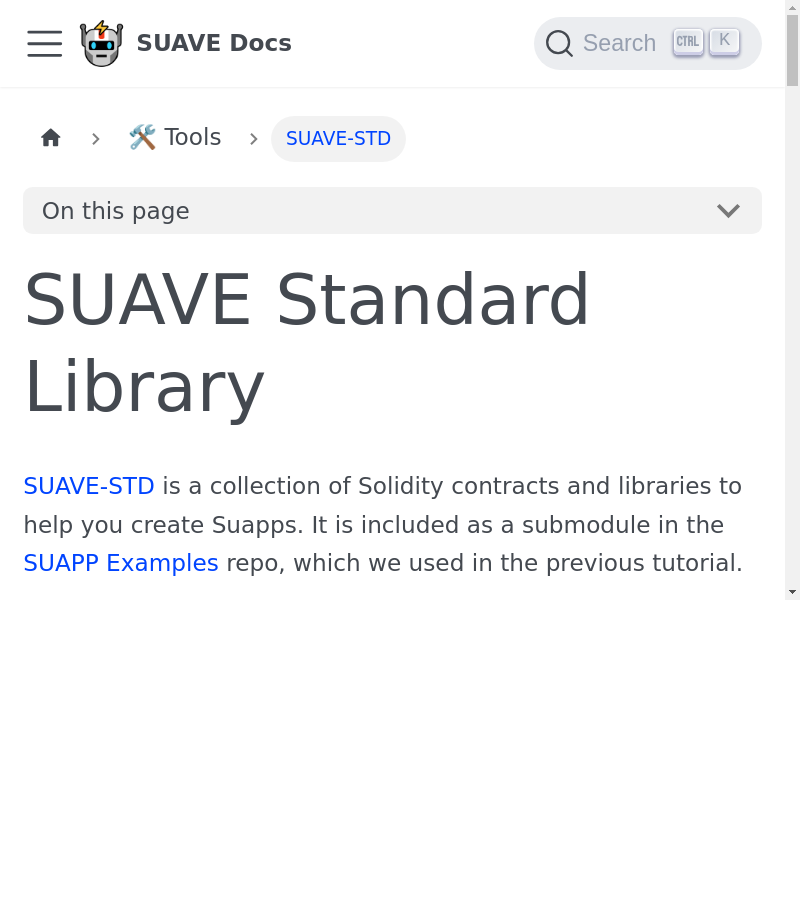 SUAVE Docs
Search CTRL K
🛠️ Tools
SUAVE-STD
On this page
SUAVE Standard
Library
SUAVE-STD is a collection of Solidity contracts and libraries to
help you create Suapps. It is included as a submodule in the
SUAPP Examples repo, which we used in the previous tutorial.